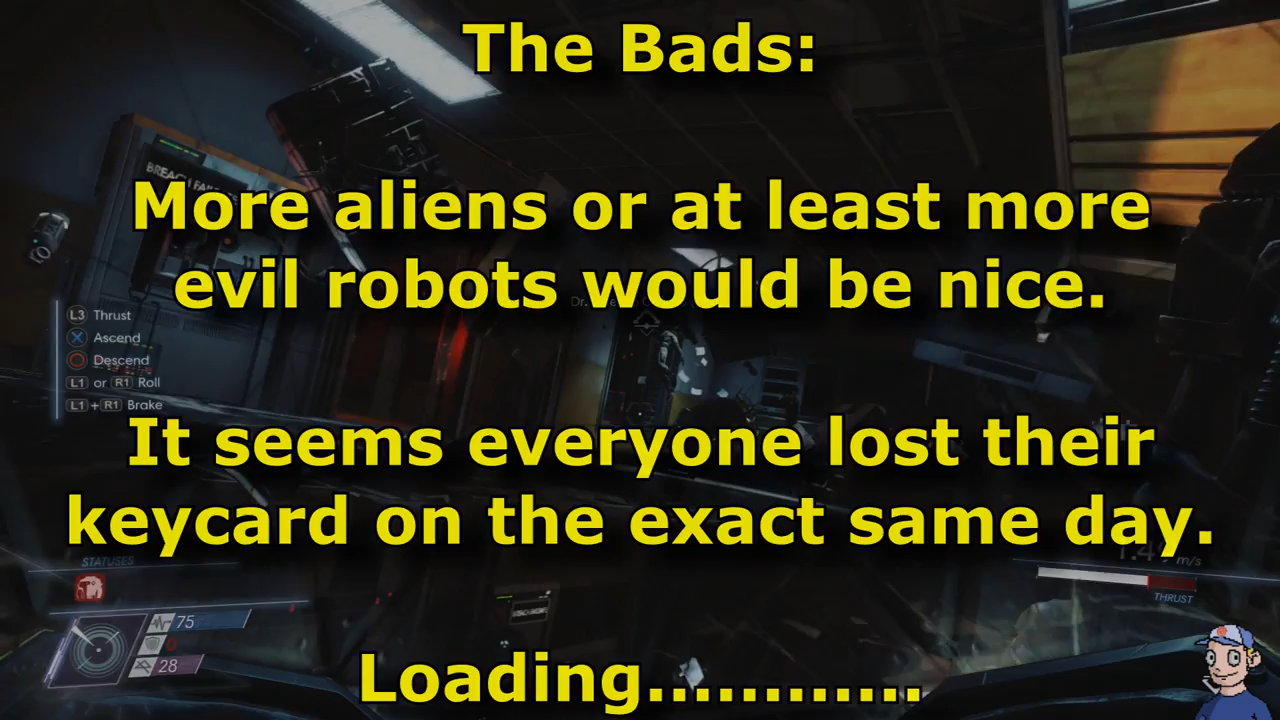 The Bads:
More aliens or at least more
evil robots would be nice.
L3 Thrust
Ascend
Descend
L1 or R1 Roll
L1 + R1 Brake
It seems everyone lost their
keycard on the exact same day.
STATUSES
m/s
THRUST
75
0
28
Loading............